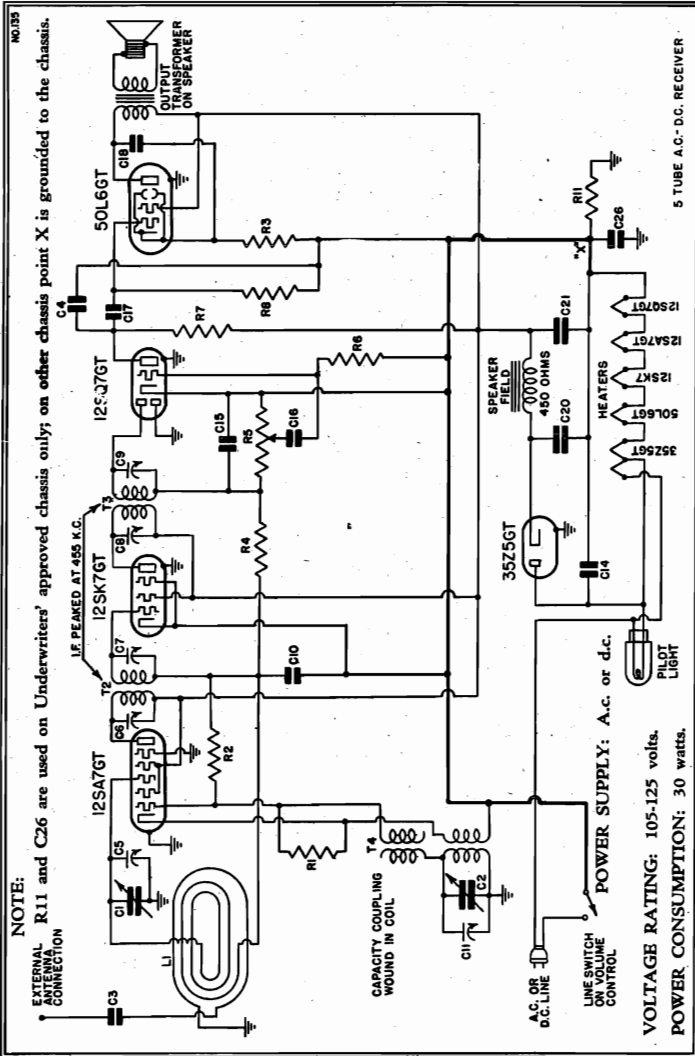 NO.135
NOTE:
R11 and C26 are used on Underwriters' approved chassis only; on other chassis point X is grounded to the chassis.
EXTERNAL
ANTENNA
CONNECTION
C3
L1
C1
C5
12SA7GT
C6
T2
I.F. PEAKED AT 455 K.C.
C7
12SK7GT
C8
T3
C9
12SQ7GT
C4
C17
50L6GT
C18
OUTPUT
TRANSFORMER
ON SPEAKER
R1
R2
C10
R4
C15
R5
C16
R6
R7
R8
R3
CAPACITY COUPLING
WOUND IN COIL
T4
C11
C2
A.C. OR
D.C. LINE
LINE SWITCH
ON VOLUME
CONTROL
PILOT
LIGHT
35Z5GT
C14
SPEAKER
FIELD
450 OHMS
C20
C21
"X"
R11
C26
HEATERS
35Z5GT
50L6GT
12SK7
12SA7GT
12SQ7GT
POWER SUPPLY: A.c. or d.c.
VOLTAGE RATING: 105-125 volts.
POWER CONSUMPTION: 30 watts.
5 TUBE A.C.-D.C. RECEIVER